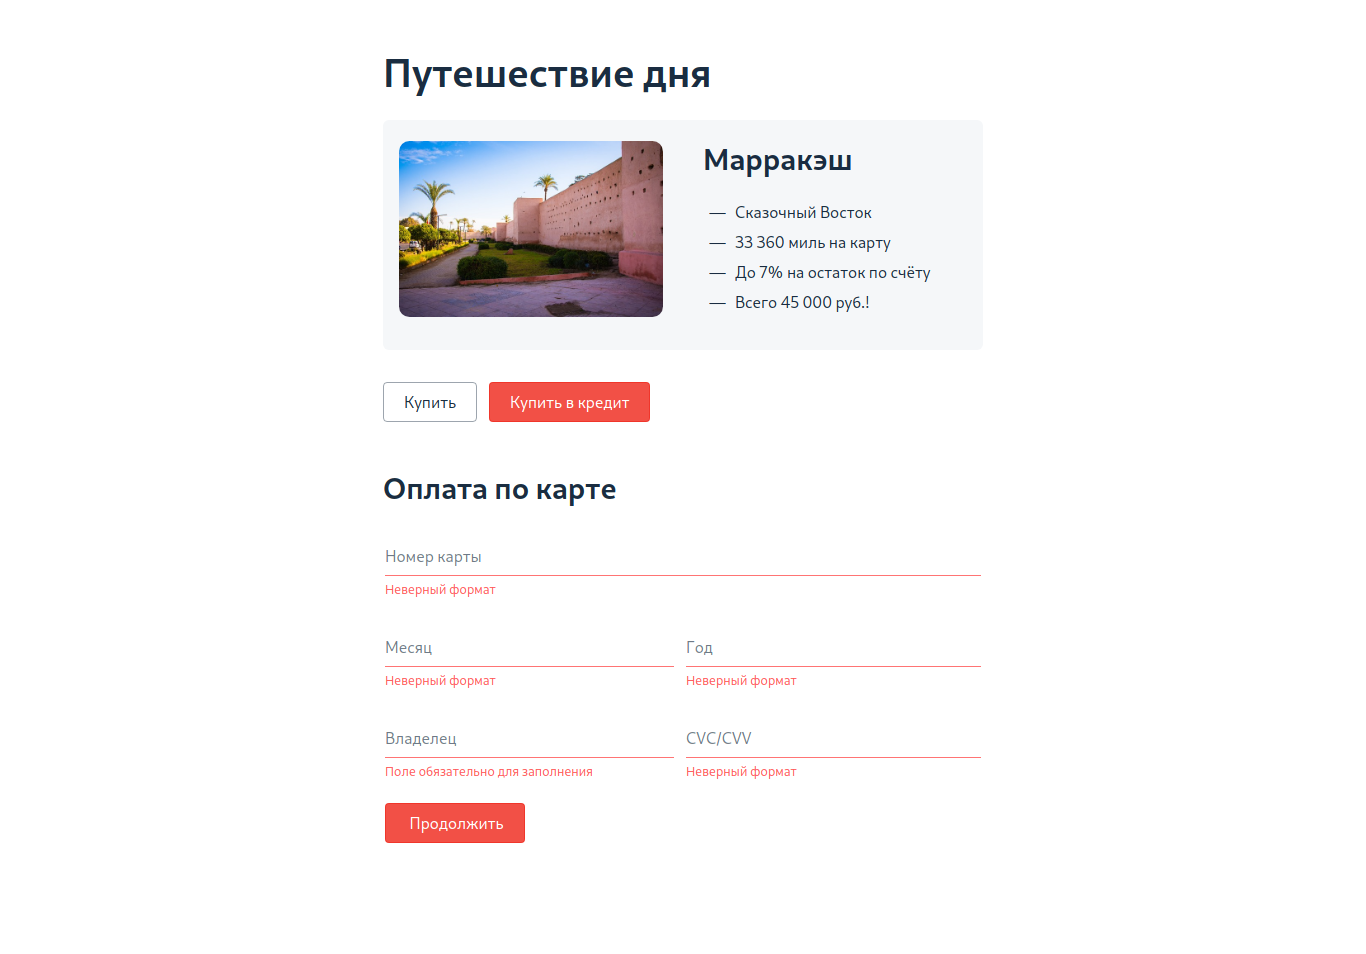 Путешествие дня
Марракэш
— Сказочный Восток
— 33 360 миль на карту
— До 7% на остаток по счёту
— Всего 45 000 руб.!
Купить
Купить в кредит
Оплата по карте
Номер карты
Неверный формат
Месяц
Год
Неверный формат
Неверный формат
Владелец
CVC/CVV
Поле обязательно для заполнения
Неверный формат
Продолжить